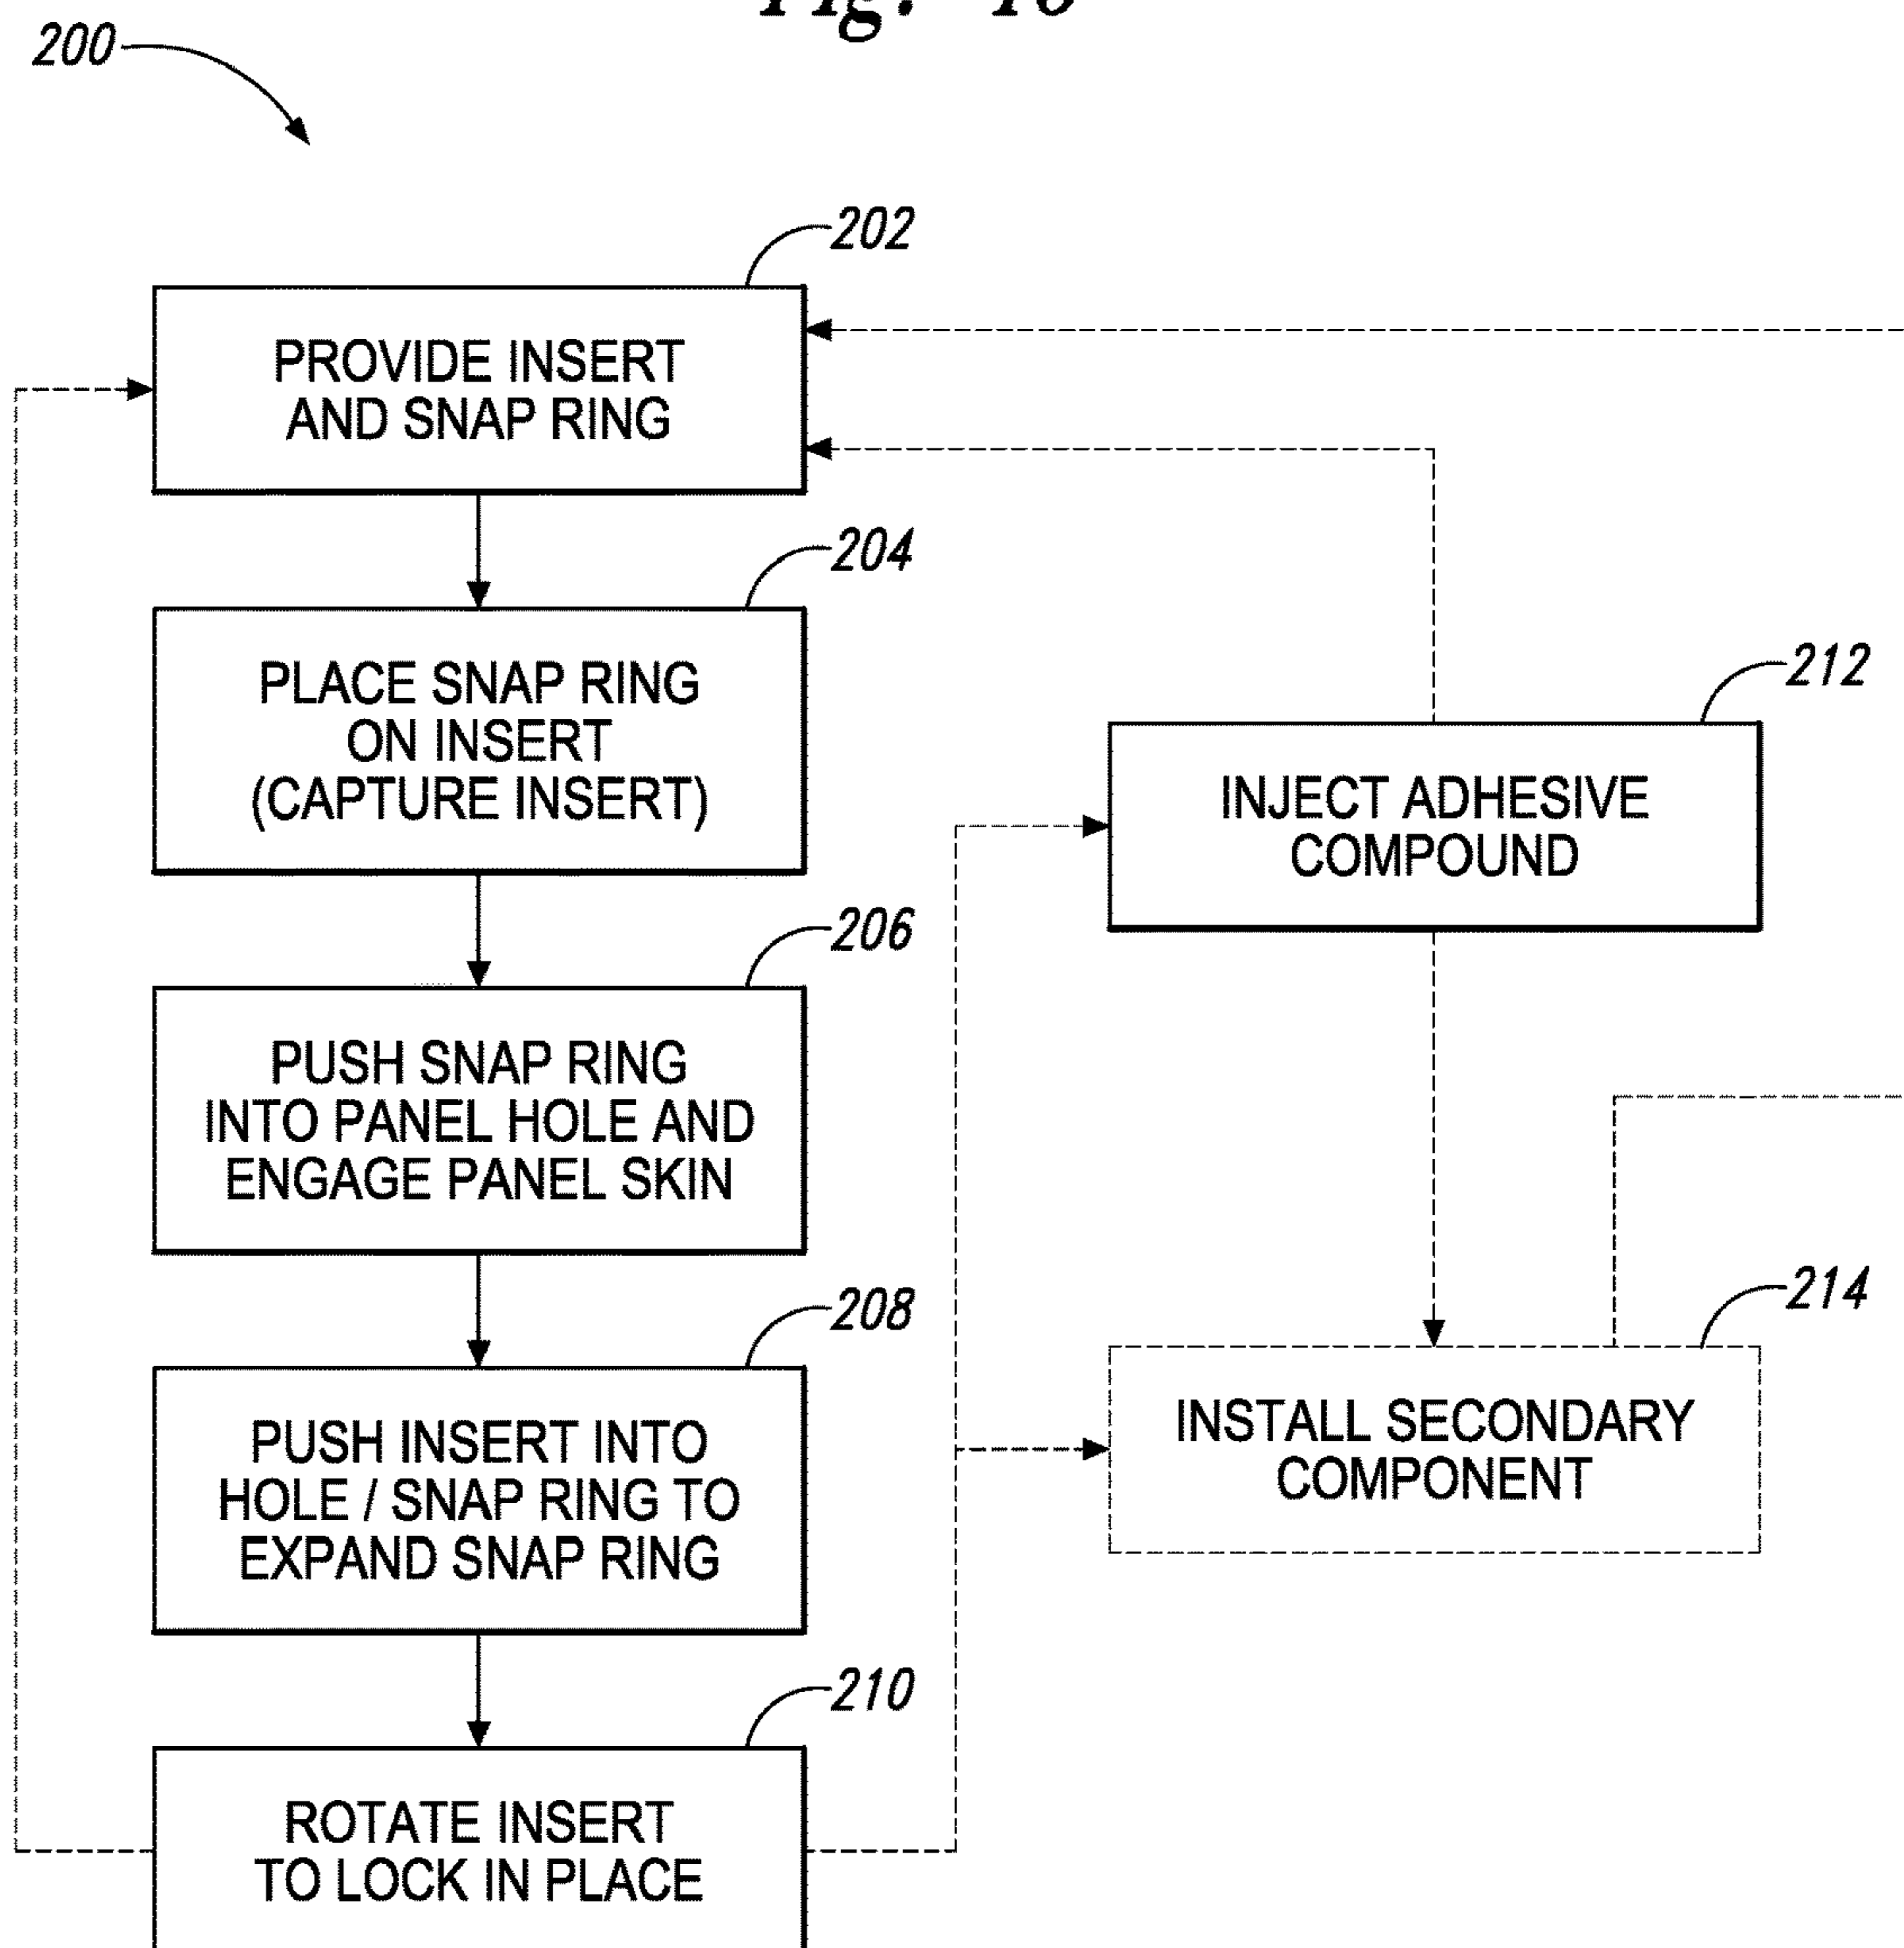 200
202
PROVIDE INSERT
AND SNAP RING
204
PLACE SNAP RING
ON INSERT
(CAPTURE INSERT)
206
PUSH SNAP RING
INTO PANEL HOLE AND
ENGAGE PANEL SKIN
208
PUSH INSERT INTO
HOLE / SNAP RING TO
EXPAND SNAP RING
210
ROTATE INSERT
TO LOCK IN PLACE
212
INJECT ADHESIVE
COMPOUND
214
INSTALL SECONDARY
COMPONENT